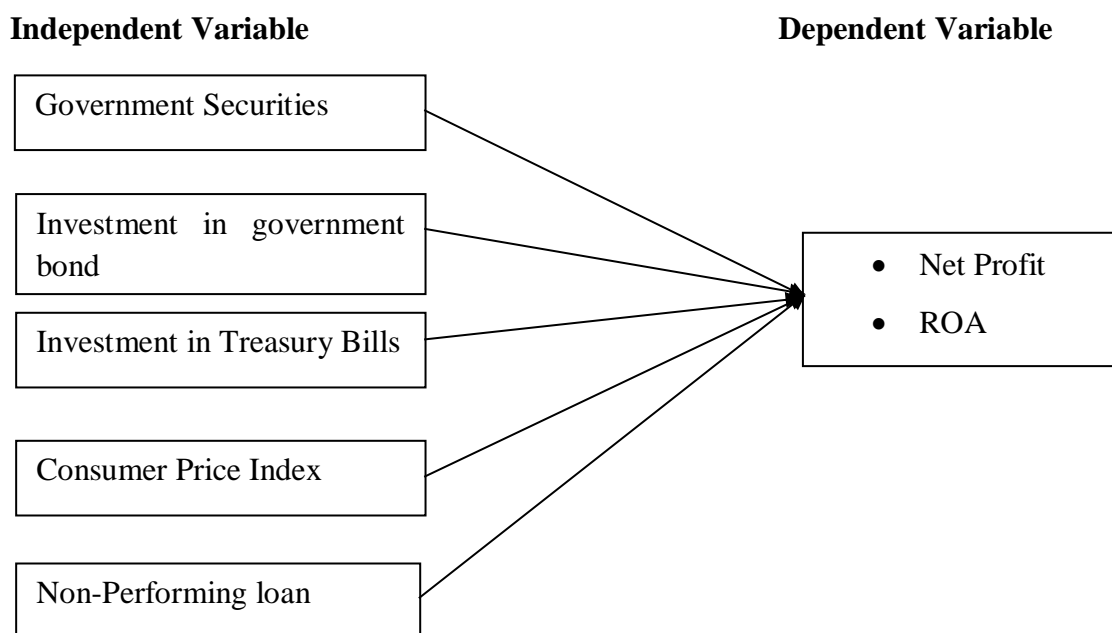 Independent Variable
Dependent Variable
Government Securities
Investment in government
bond
Investment in Treasury Bills
Consumer Price Index
Non-Performing loan
• Net Profit
• ROA